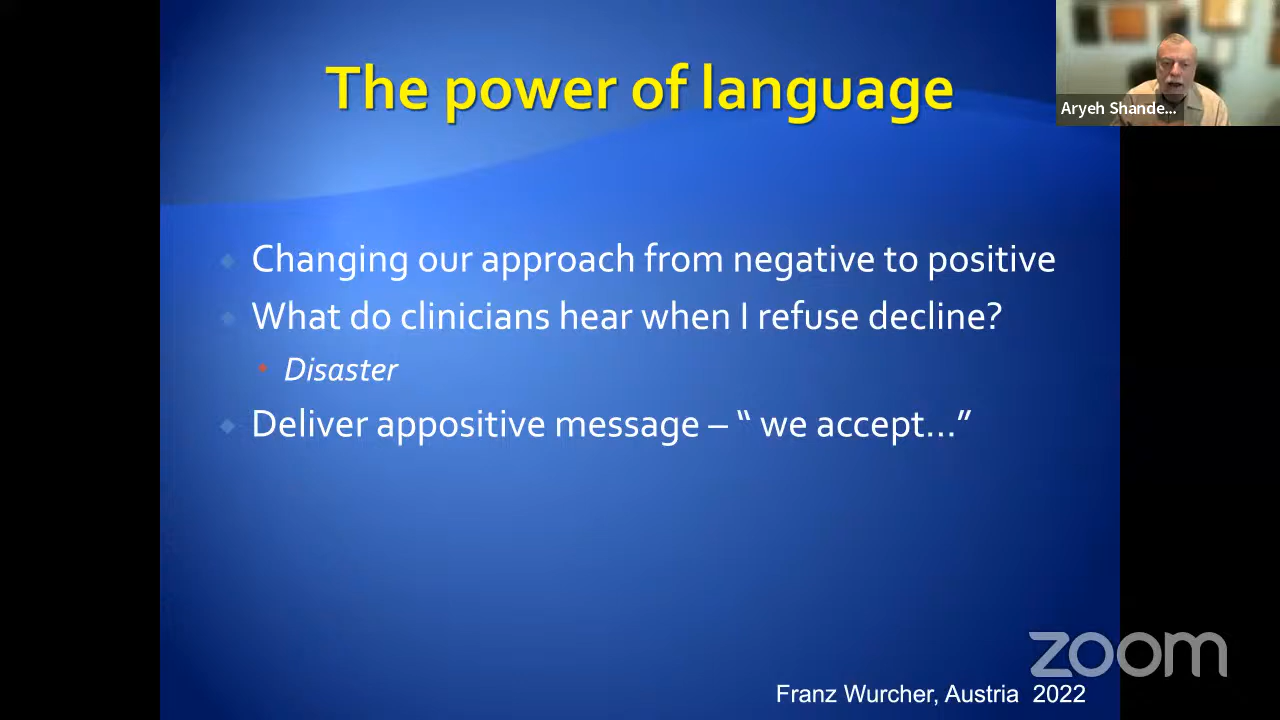 The power of language
Aryeh Shande...
Changing our approach from negative to positive
What do clinicians hear when I refuse decline?
Disaster
Deliver appositive message – “ we accept…”
zoom
Franz Wurcher, Austria 2022